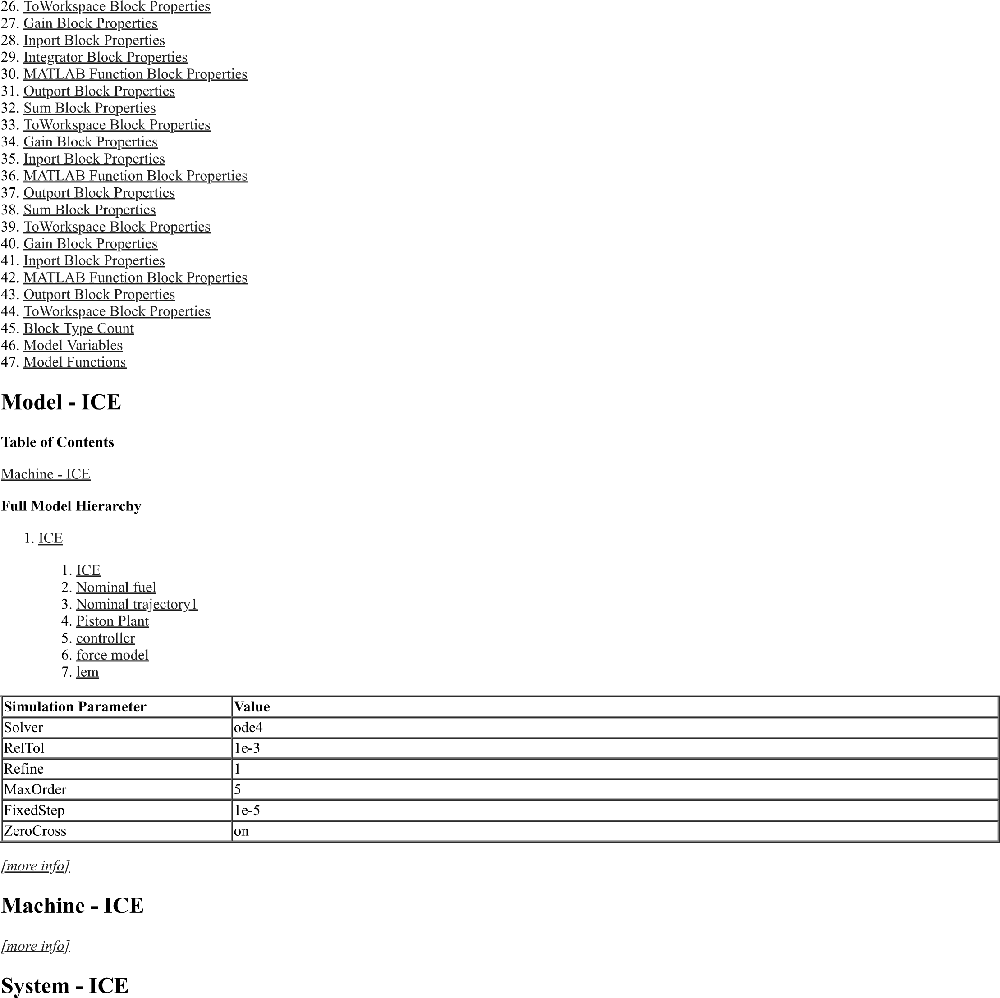 26. ToWorkspace Block Properties
27. Gain Block Properties
28. Inport Block Properties
29. Integrator Block Properties
30. MATLAB Function Block Properties
31. Outport Block Properties
32. Sum Block Properties
33. ToWorkspace Block Properties
34. Gain Block Properties
35. Inport Block Properties
36. MATLAB Function Block Properties
37. Outport Block Properties
38. Sum Block Properties
39. ToWorkspace Block Properties
40. Gain Block Properties
41. Inport Block Properties
42. MATLAB Function Block Properties
43. Outport Block Properties
44. ToWorkspace Block Properties
45. Block Type Count
46. Model Variables
47. Model Functions
Model - ICE
Table of Contents
Machine - ICE
Full Model Hierarchy
1. ICE
1. ICE
2. Nominal fuel
3. Nominal trajectory1
4. Piston Plant
5. controller
6. force model
7. lem
Simulation Parameter Value
Solver ode4
RelTol 1e-3
Refine 1
MaxOrder 5
FixedStep 1e-5
ZeroCross on
[more info]
Machine - ICE
[more info]
System - ICE